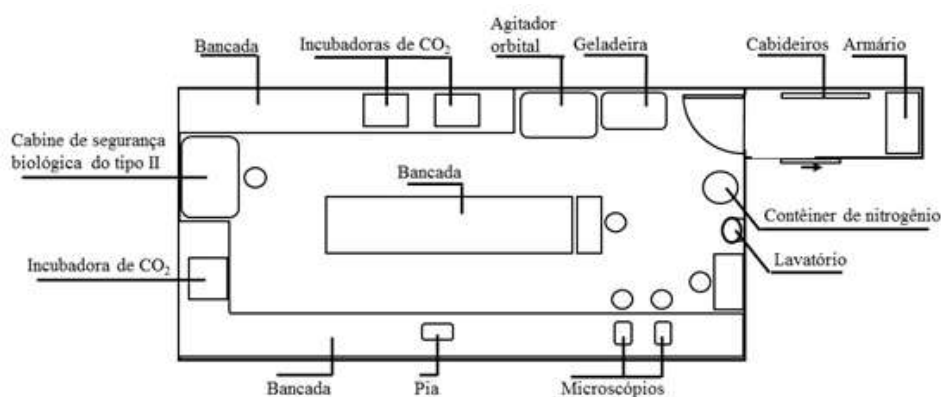 Bancada
Incubadoras de CO₂
Agitador
orbital
Geladeira
Cabideiros
Armário
Cabine de segurança
biológica do tipo II
Bancada
Contêiner de nitrogênio
Incubadora de CO₂
Lavatório
Bancada
Pia
Microscópios